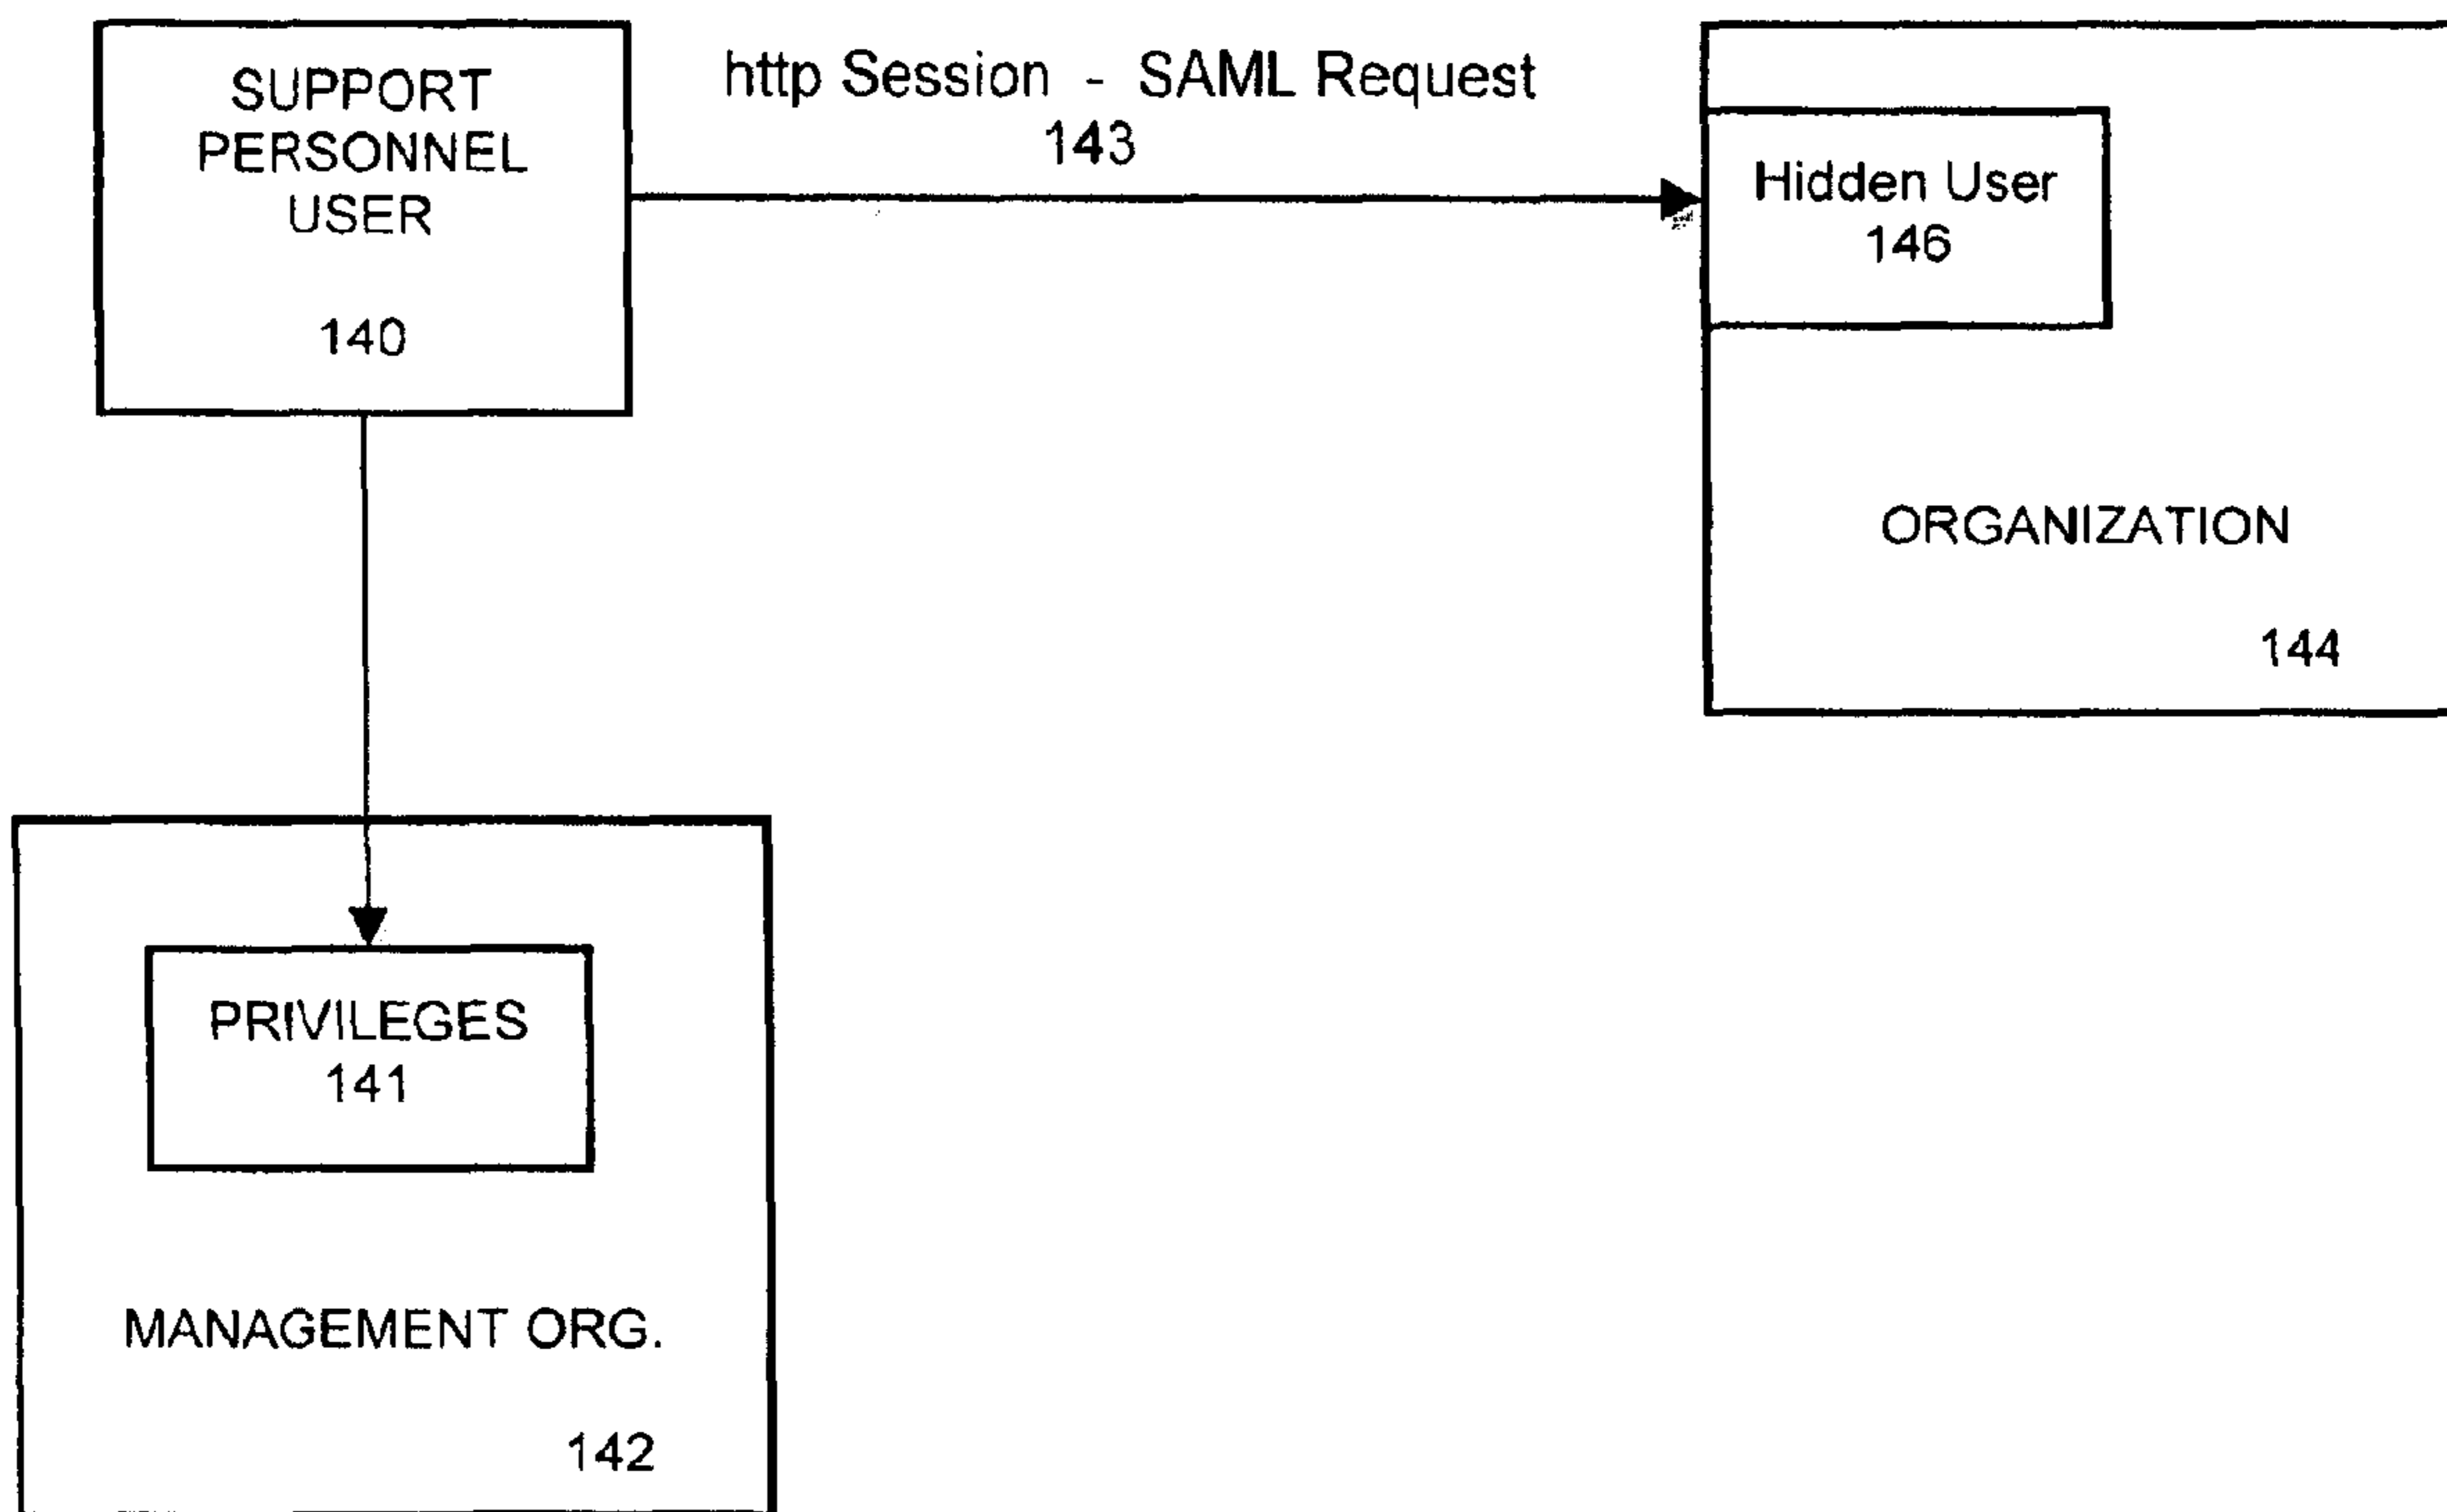 SUPPORT
PERSONNEL
USER
140
http Session - SAML Request
143
Hidden User
146
ORGANIZATION
144
PRIVILEGES
141
MANAGEMENT ORG.
142